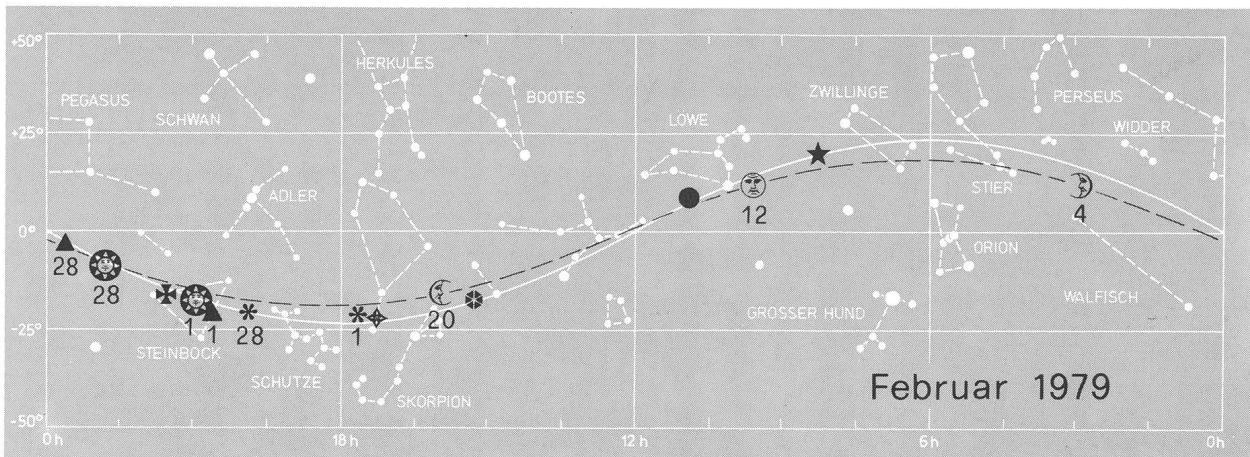 +50°
HERKULES
PEGASUS
SCHWAN
BOOTES
ZWILLINGE
PERSEUS
+25°
LÖWE
WIDDER
ADLER
STIER
12
4
0°
ORION
28
28
1
1
28
1
20
GROSSER HUND
WALFISCH
-25°
STEINBOCK
SCHÜTZE
SKORPION
Februar 1979
-50°
0h
18h
12h
6h
0h